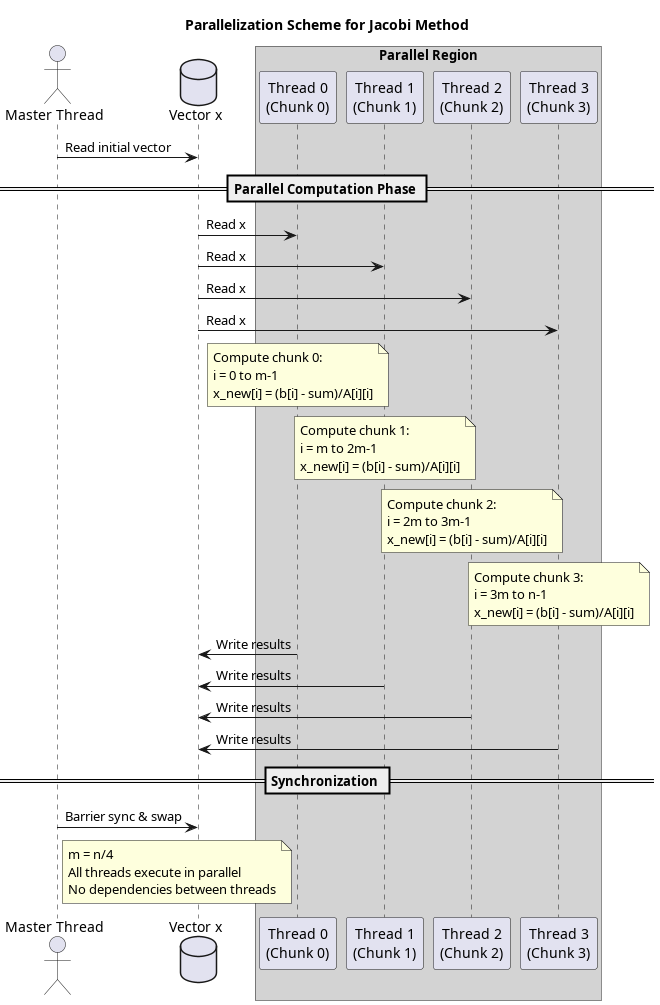 Parallelization Scheme for Jacobi Method
Parallel Region
Master Thread
Vector x
Thread 0
(Chunk 0)
Thread 1
(Chunk 1)
Thread 2
(Chunk 2)
Thread 3
(Chunk 3)
Read initial vector
Parallel Computation Phase
Read x
Read x
Read x
Read x
Compute chunk 0:
i = 0 to m-1
x_new[i] = (b[i] - sum)/A[i][i]
Compute chunk 1:
i = m to 2m-1
x_new[i] = (b[i] - sum)/A[i][i]
Compute chunk 2:
i = 2m to 3m-1
x_new[i] = (b[i] - sum)/A[i][i]
Compute chunk 3:
i = 3m to n-1
x_new[i] = (b[i] - sum)/A[i][i]
Write results
Write results
Write results
Write results
Synchronization
Barrier sync & swap
m = n/4
All threads execute in parallel
No dependencies between threads
Master Thread
Vector x
Thread 0
(Chunk 0)
Thread 1
(Chunk 1)
Thread 2
(Chunk 2)
Thread 3
(Chunk 3)